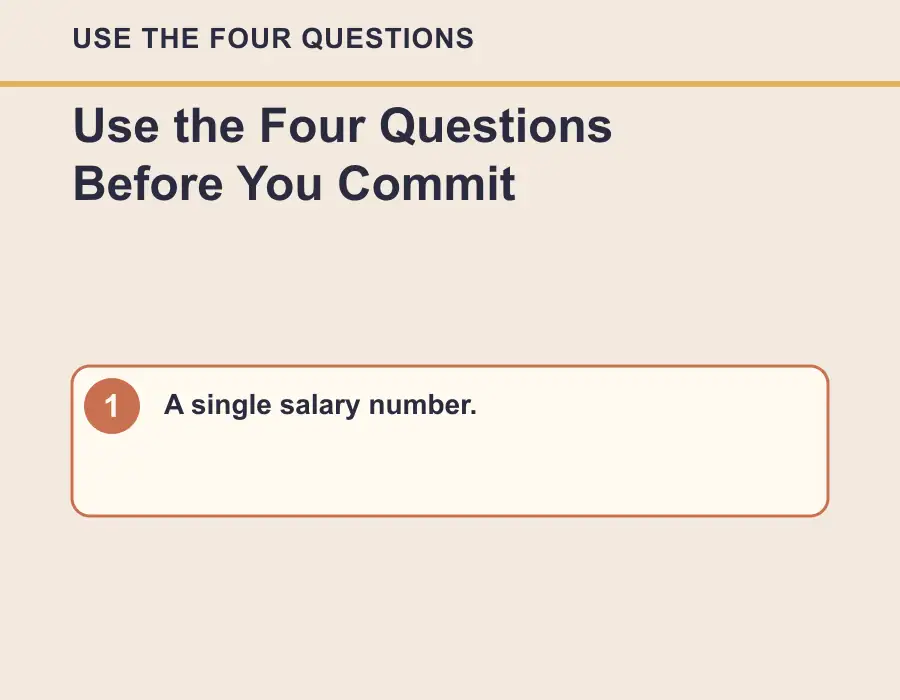 USE THE FOUR QUESTIONS
Use the Four Questions
Before You Commit
1
A single salary number.